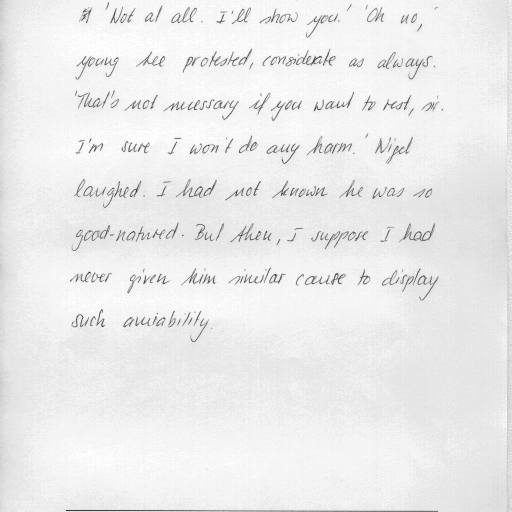 'Not at all. I'll show you.' 'Oh no,'
young Lee protested, considerate as always.
'That's not necessary if you want to rest, sir.
I'm sure I won't do any harm.' Nigel
laughed. I had not known he was so
good-natured. But then, I suppose I had
never given him similar cause to display
such amiability.